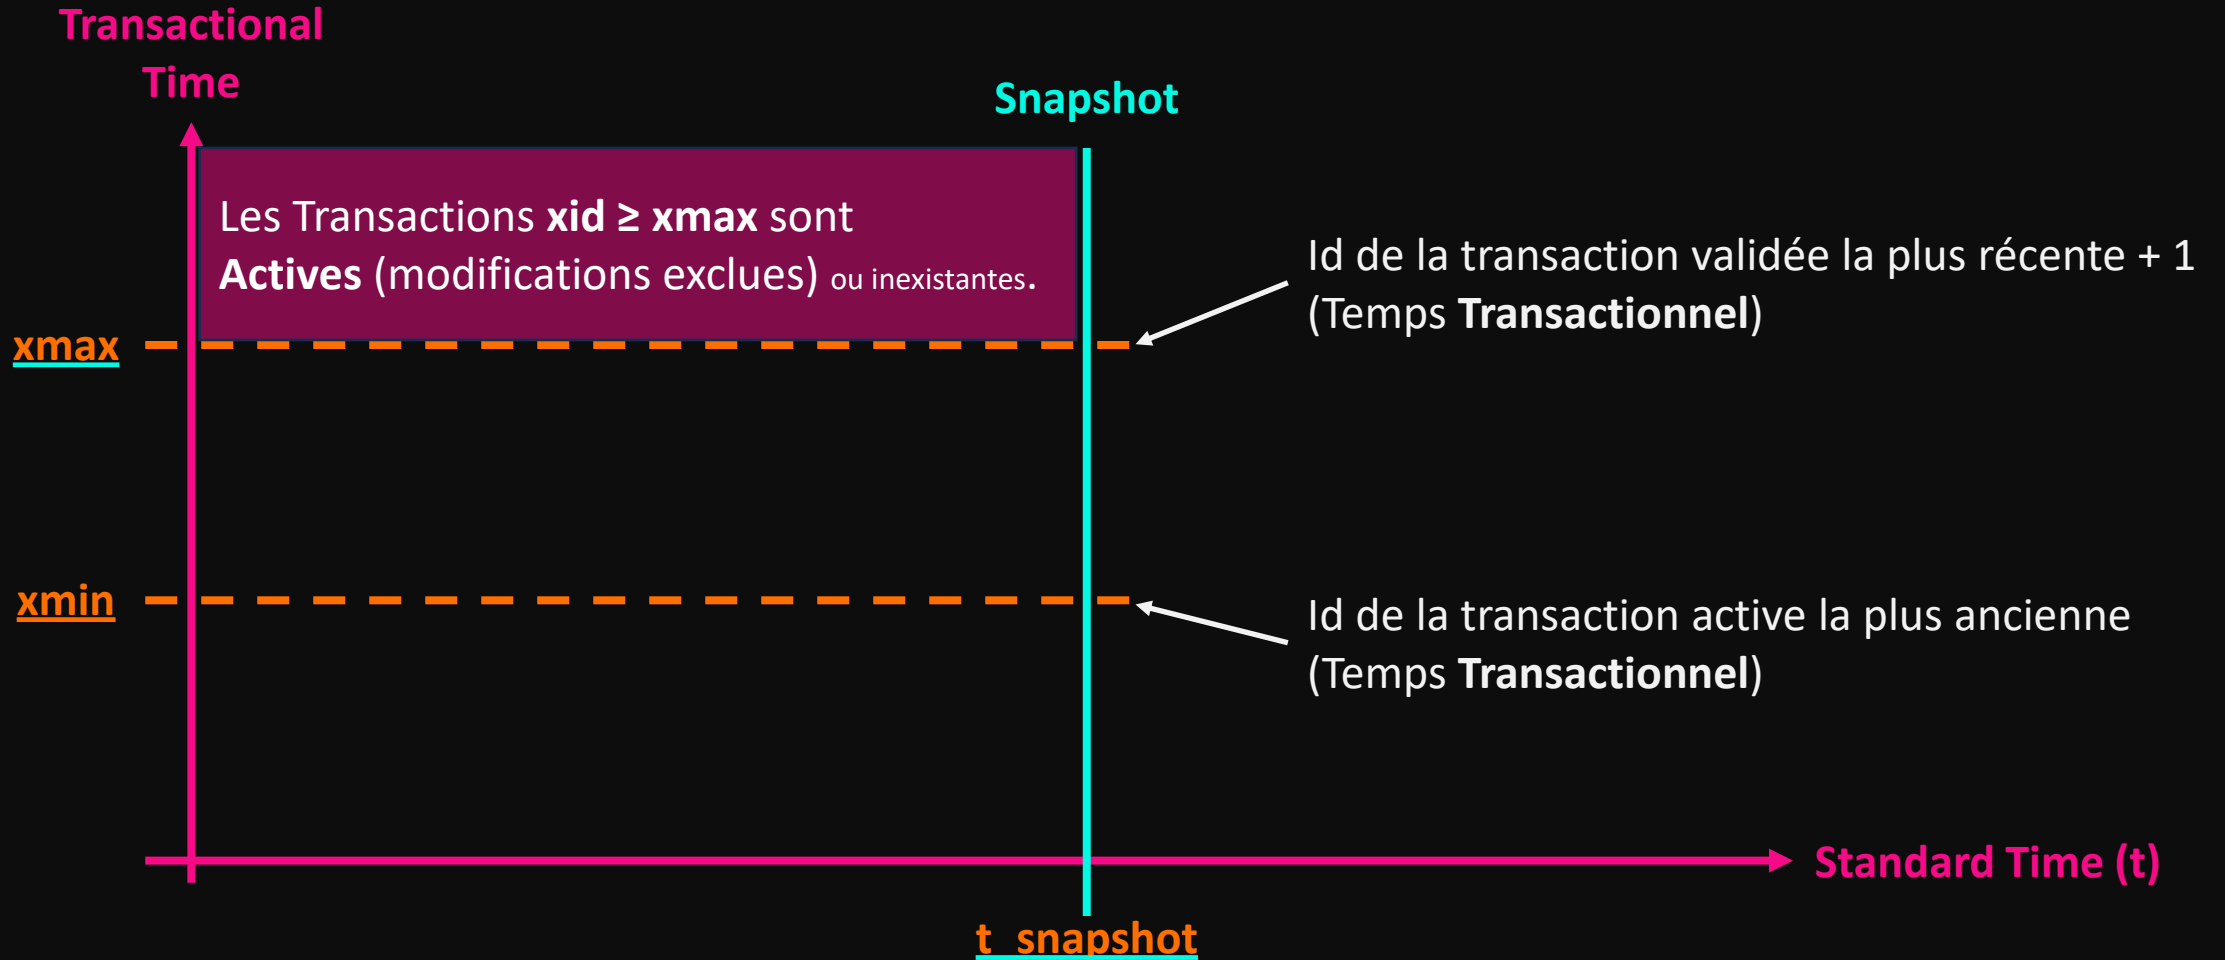 Transactional
Time
Snapshot
Les Transactions xid ≥ xmax sont
Actives (modifications exclues) ou inexistantes.
Id de la transaction validée la plus récente + 1
(Temps Transactionnel)
xmax
xmin
Id de la transaction active la plus ancienne
(Temps Transactionnel)
Standard Time (t)
t_snapshot